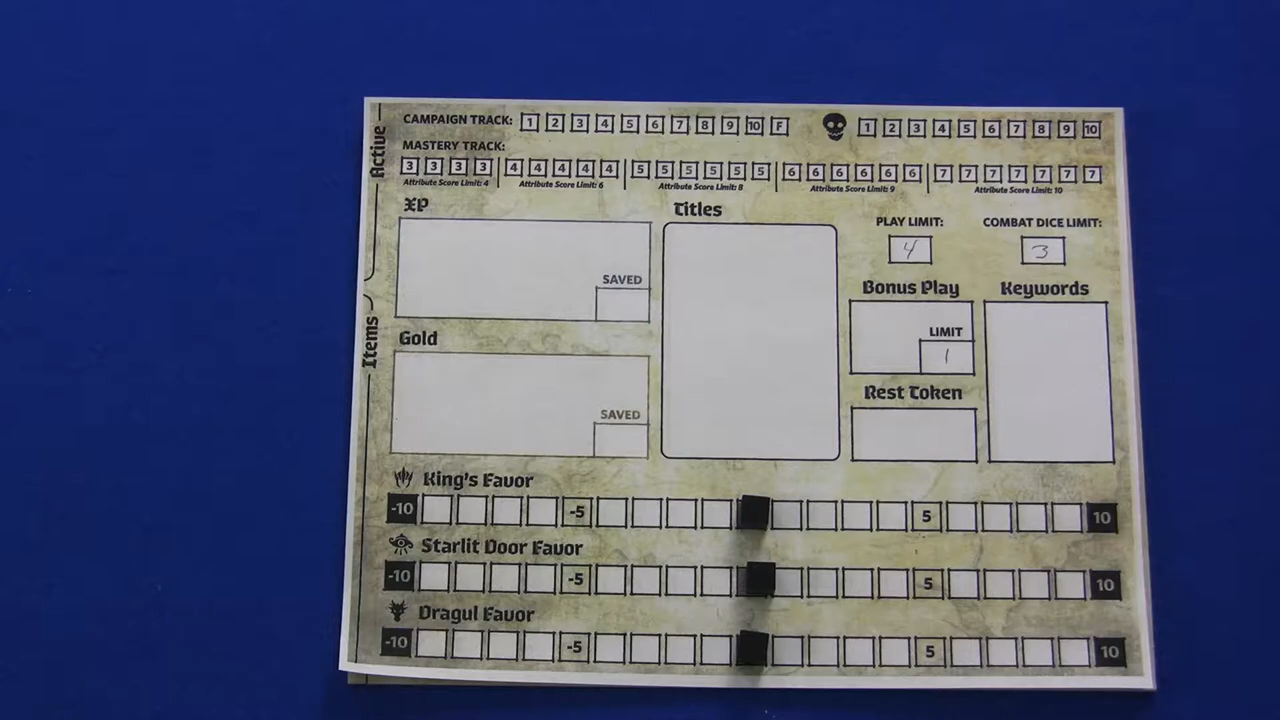 CAMPAIGN TRACK: 1 2 3 4 5 6 7 8 9 10 F 1 2 3 4 5 6 7 8 9 10
MASTERY TRACK:
3 3 3 3 4 4 4 4 4 5 5 5 5 5 5 6 6 6 6 6 6 7 7 7 7 7 7 7
Attribute Score Limit: 4 Attribute Score Limit: 6 Attribute Score Limit: 8 Attribute Score Limit: 9 Attribute Score Limit: 10
Active
Items
XP
SAVED
Gold
SAVED
Titles
PLAY LIMIT:
4
COMBAT DICE LIMIT:
3
Bonus Play
LIMIT
1
Rest Token
Keywords
King's Favor
-10 -5 5 10
Starlit Door Favor
-10 -5 5 10
Dragul Favor
-10 -5 5 10